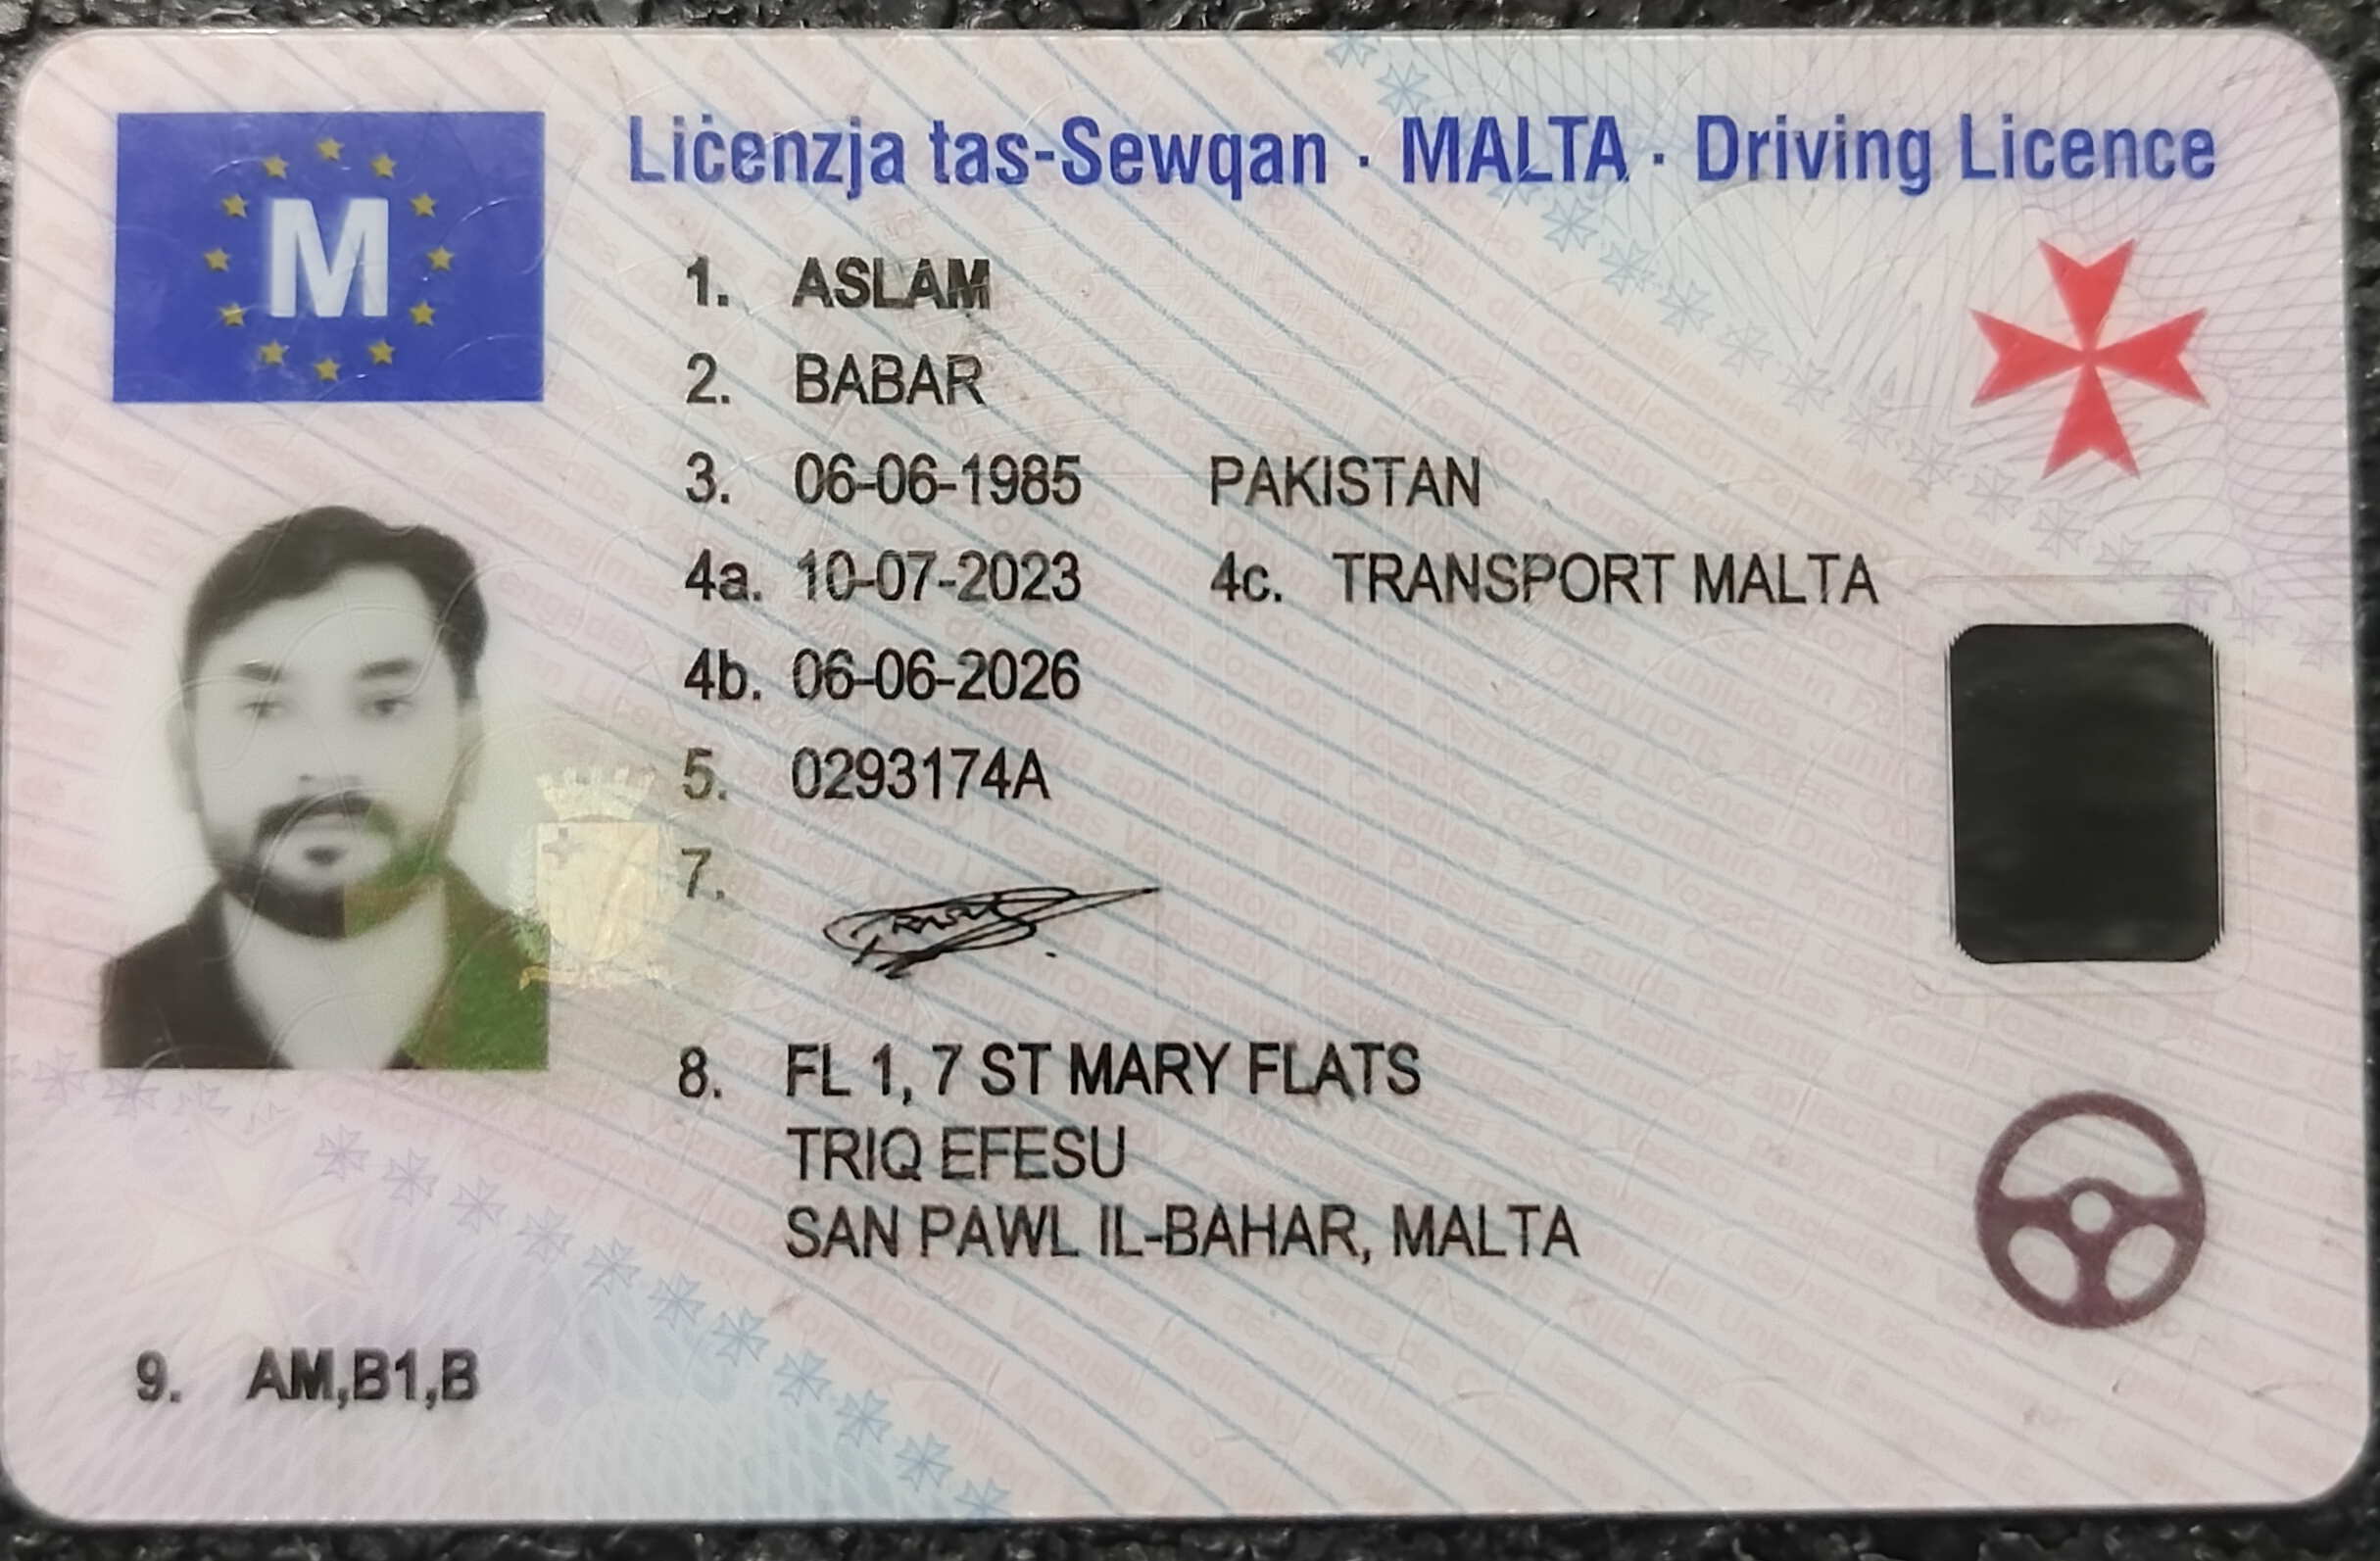 M
Liċenzja tas-Sewqan · MALTA · Driving Licence
1. ASLAM
2. BABAR
3. 06-06-1985 PAKISTAN
4a. 10-07-2023 4c. TRANSPORT MALTA
4b. 06-06-2026
5. 0293174A
7.
8. FL 1, 7 ST MARY FLATS
TRIQ EFESU
SAN PAWL IL-BAHAR, MALTA
9. AM,B1,B